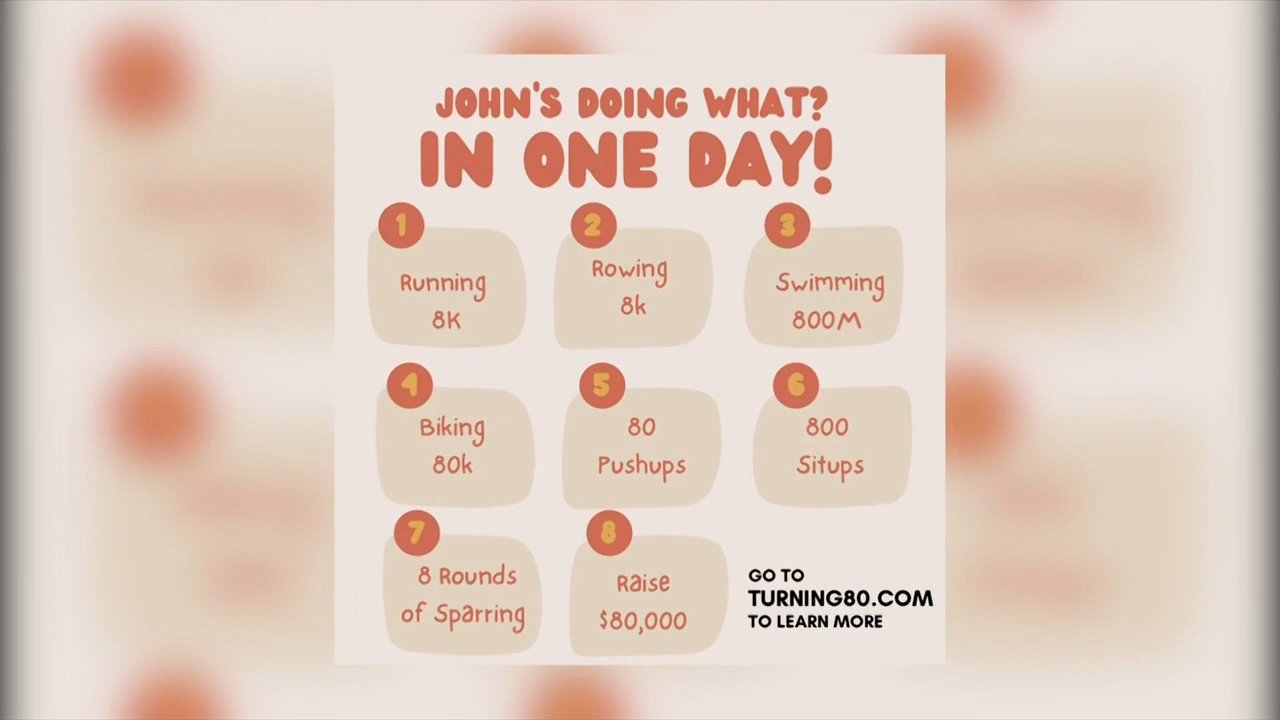 JOHN'S DOING WHAT?
IN ONE DAY!
1
Running
8K
2
Rowing
8k
3
Swimming
800M
4
Biking
80k
5
80
Pushups
6
800
Situps
7
8 Rounds
of Sparring
8
Raise
$80,000
GO TO
TURNING80.COM
TO LEARN MORE